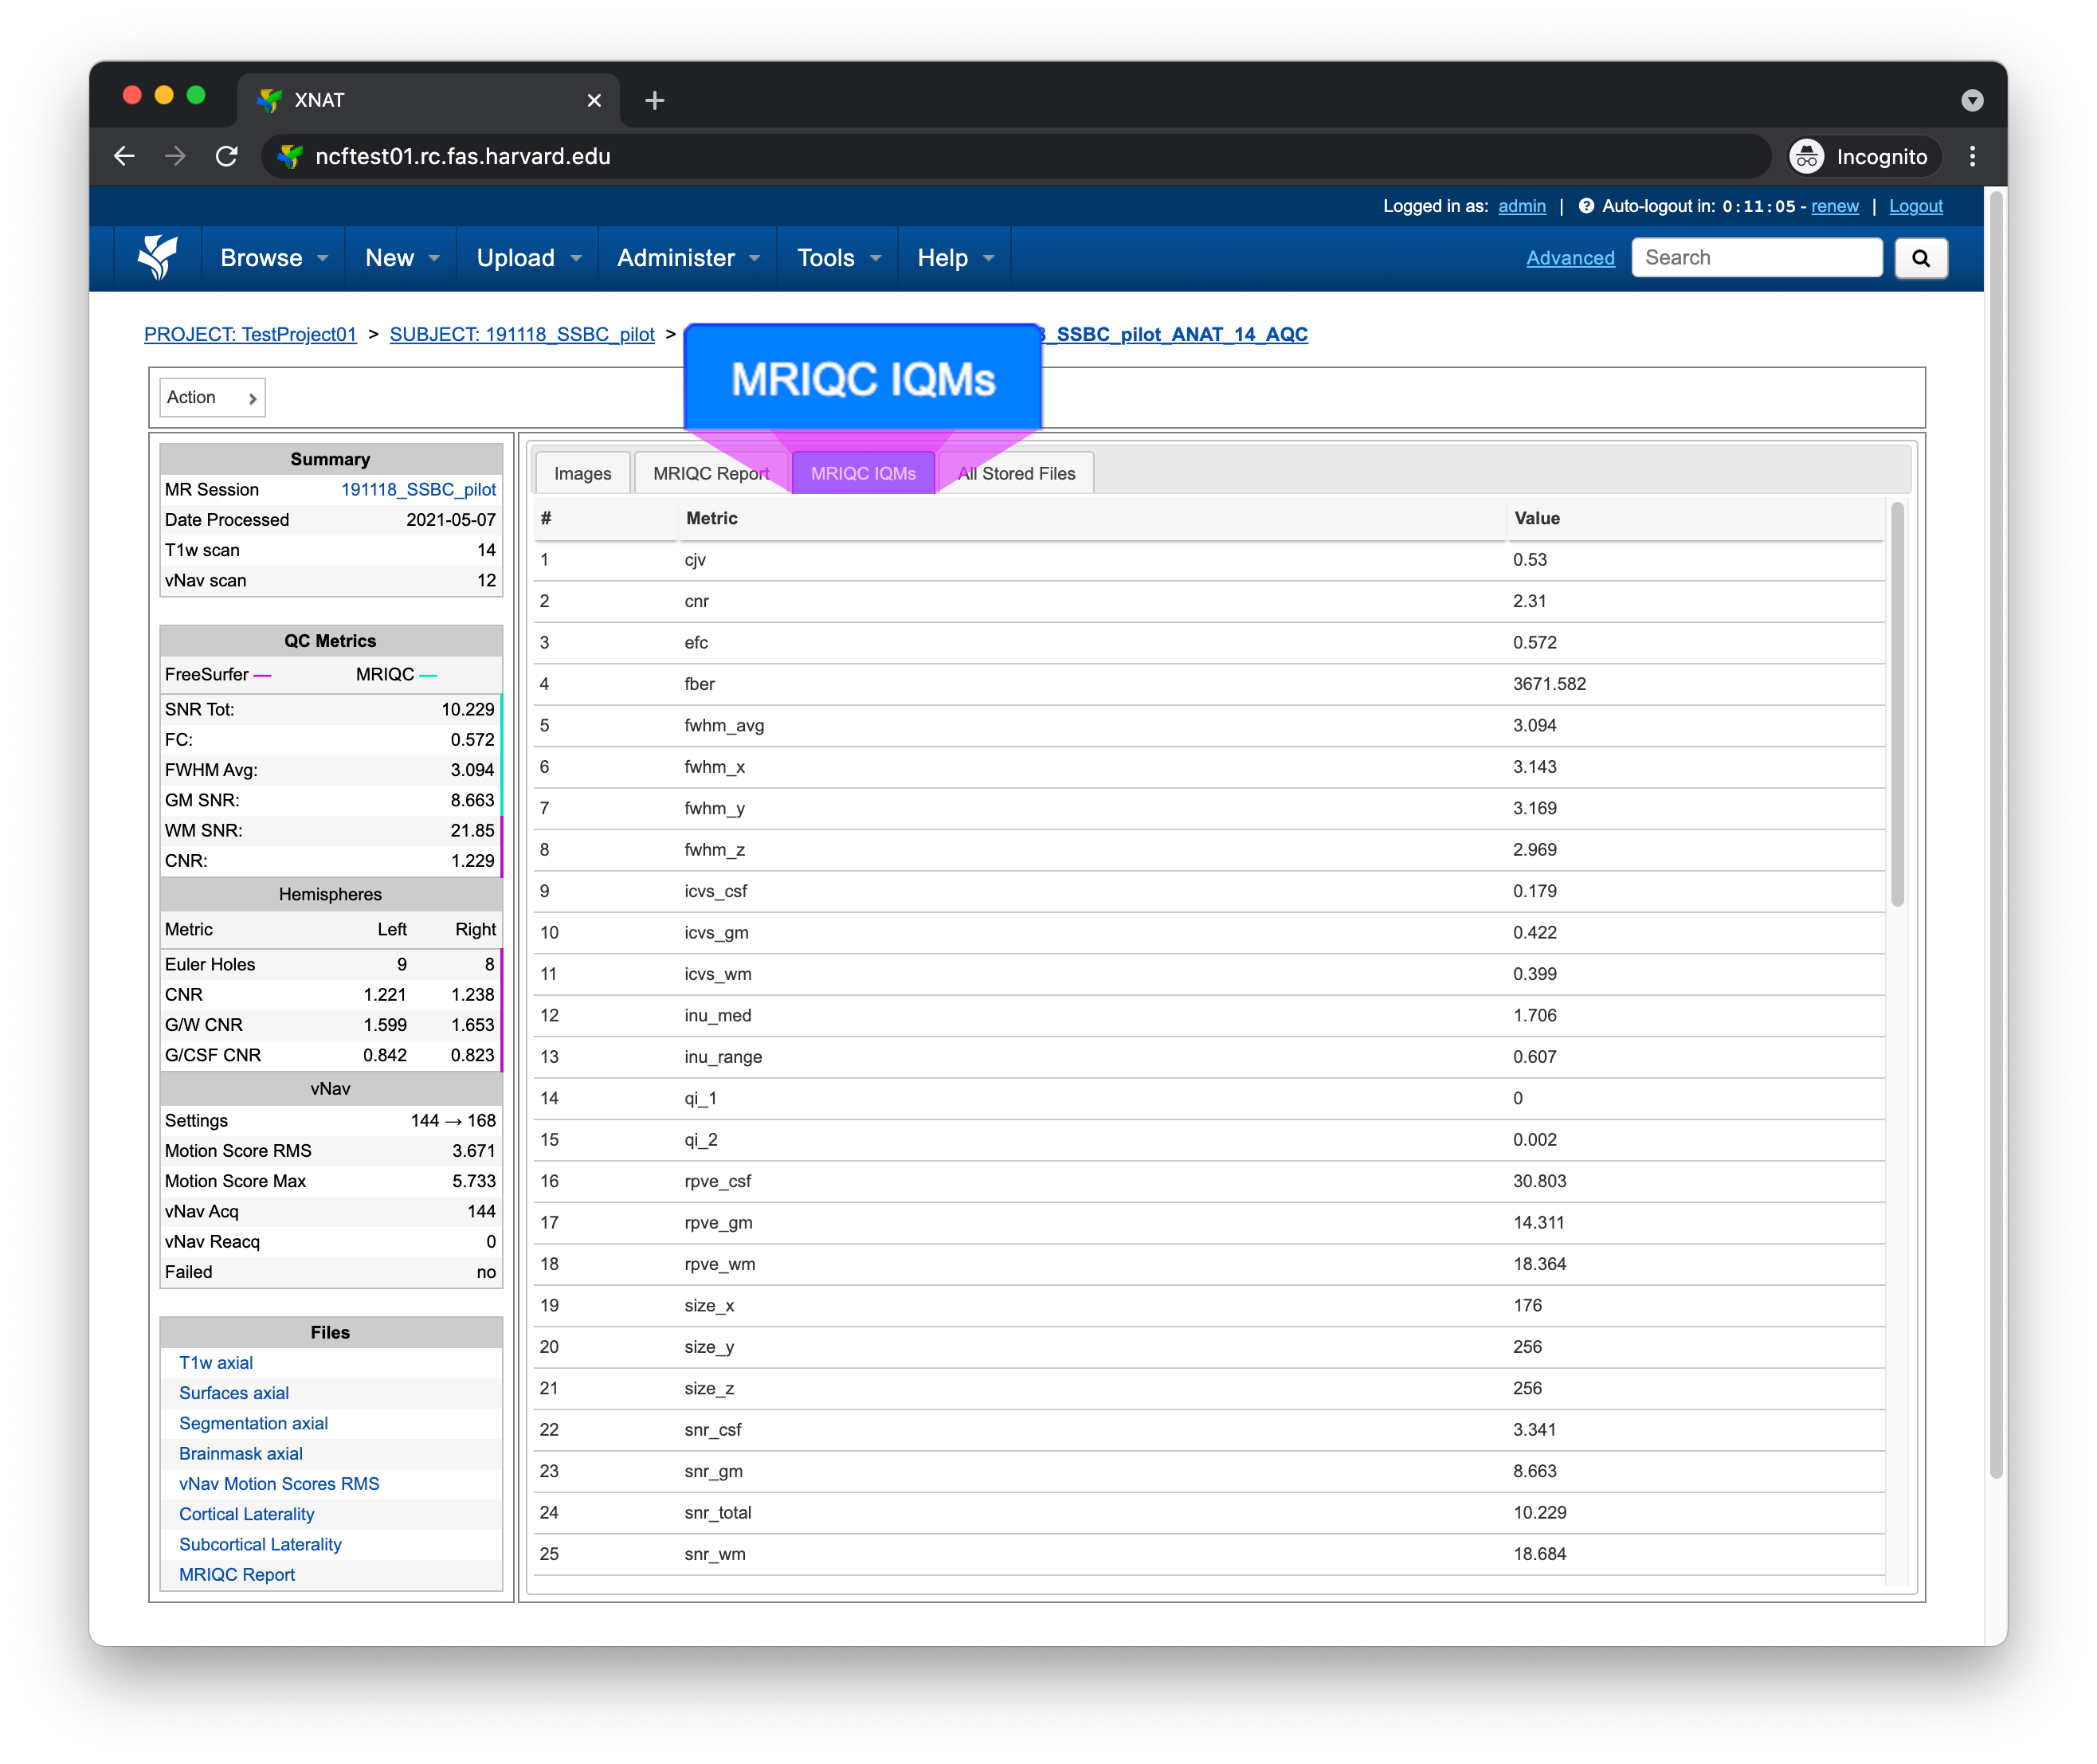 XNAT
ncftest01.rc.fas.harvard.edu
Incognito
Logged in as: admin | Auto-logout in: 0:11:05 - renew | Logout
Browse New Upload Administer Tools Help Advanced Search
PROJECT: TestProject01 > SUBJECT: 191118_SSBC_pilot > _SSBC_pilot_ANAT_14_AQC
MRIQC IQMs
Action
Summary
MR Session 191118_SSBC_pilot
Date Processed 2021-05-07
T1w scan 14
vNav scan 12
QC Metrics
FreeSurfer — MRIQC —
SNR Tot: 10.229
FC: 0.572
FWHM Avg: 3.094
GM SNR: 8.663
WM SNR: 21.85
CNR: 1.229
Hemispheres
Metric Left Right
Euler Holes 9 8
CNR 1.221 1.238
G/W CNR 1.599 1.653
G/CSF CNR 0.842 0.823
vNav
Settings 144 → 168
Motion Score RMS 3.671
Motion Score Max 5.733
vNav Acq 144
vNav Reacq 0
Failed no
Files
T1w axial
Surfaces axial
Segmentation axial
Brainmask axial
vNav Motion Scores RMS
Cortical Laterality
Subcortical Laterality
MRIQC Report
Images MRIQC Report MRIQC IQMs All Stored Files
# Metric Value
1 cjv 0.53
2 cnr 2.31
3 efc 0.572
4 fber 3671.582
5 fwhm_avg 3.094
6 fwhm_x 3.143
7 fwhm_y 3.169
8 fwhm_z 2.969
9 icvs_csf 0.179
10 icvs_gm 0.422
11 icvs_wm 0.399
12 inu_med 1.706
13 inu_range 0.607
14 qi_1 0
15 qi_2 0.002
16 rpve_csf 30.803
17 rpve_gm 14.311
18 rpve_wm 18.364
19 size_x 176
20 size_y 256
21 size_z 256
22 snr_csf 3.341
23 snr_gm 8.663
24 snr_total 10.229
25 snr_wm 18.684